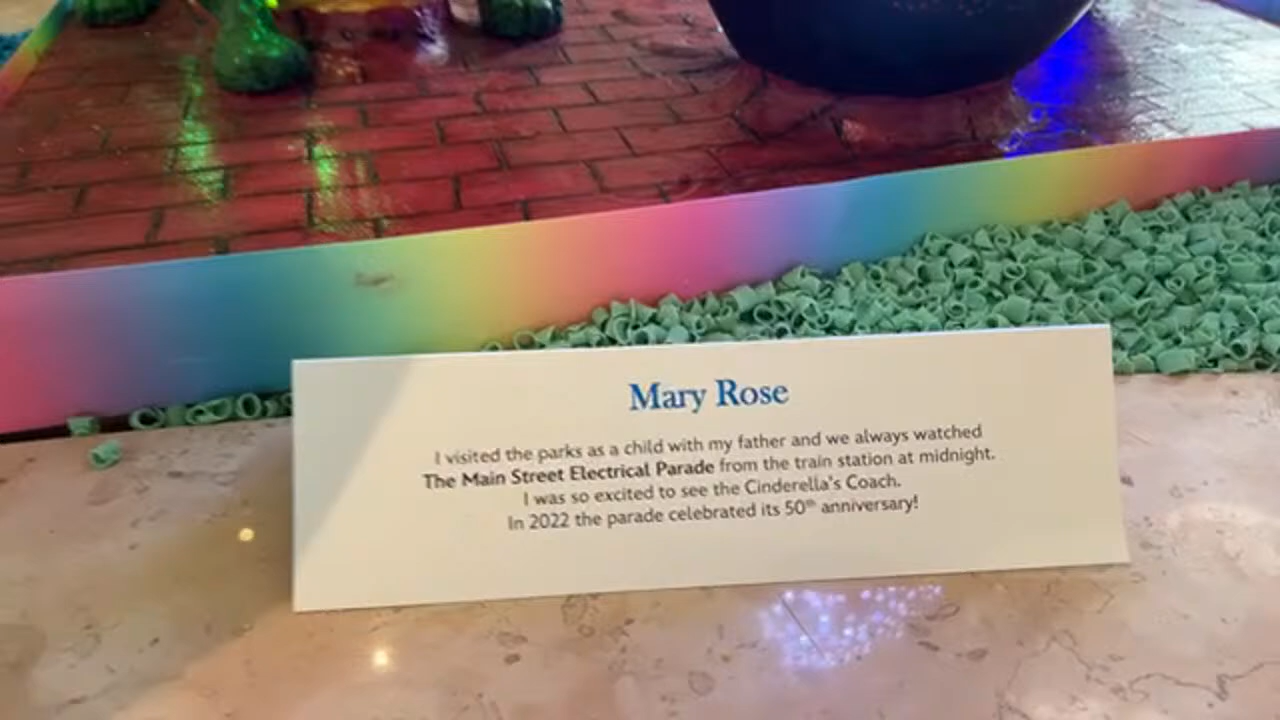 Mary Rose
I visited the parks as a child with my father and we always watched
The Main Street Electrical Parade from the train station at midnight.
I was so excited to see the Cinderella's Coach.
In 2022 the parade celebrated its 50th anniversary!